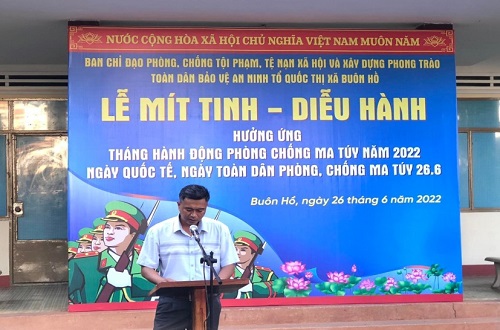 NƯỚC CỘNG HÒA XÃ HỘI CHỦ NGHĨA VIỆT NAM MUÔN NĂM
BAN CHỈ ĐẠO PHÒNG, CHỐNG TỘI PHẠM, TỆ NẠN XÃ HỘI VÀ XÂY DỰNG PHONG TRÀO
TOÀN DÂN BẢO VỆ AN NINH TỔ QUỐC THỊ XÃ BUÔN HỒ
LỄ MÍT TINH – DIỄU HÀNH
HƯỞNG ỨNG
THÁNG HÀNH ĐỘNG PHÒNG CHỐNG MA TÚY NĂM 2022
NGÀY QUỐC TẾ, NGÀY TOÀN DÂN PHÒNG, CHỐNG MA TÚY 26.6
Buôn Hồ, ngày 26 tháng 6 năm 2022